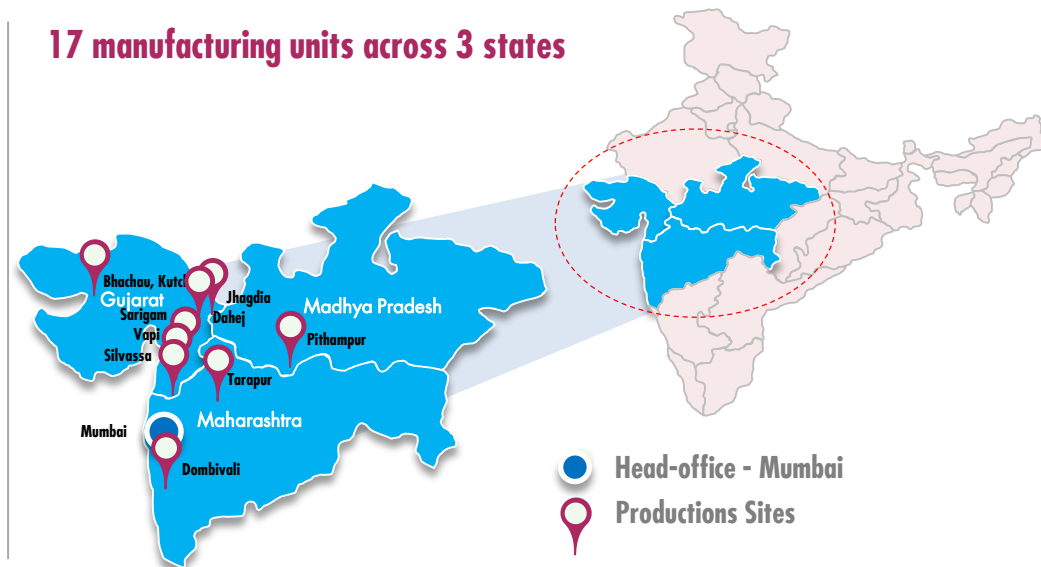 17 manufacturing units across 3 states
Bhachau, Kutch
Gujarat
Jhagdia
Dahej
Madhya Pradesh
Sarigam
Vapi
Silvassa
Pithampur
Tarapur
Maharashtra
Mumbai
Dombivali
Head-office - Mumbai
Productions Sites